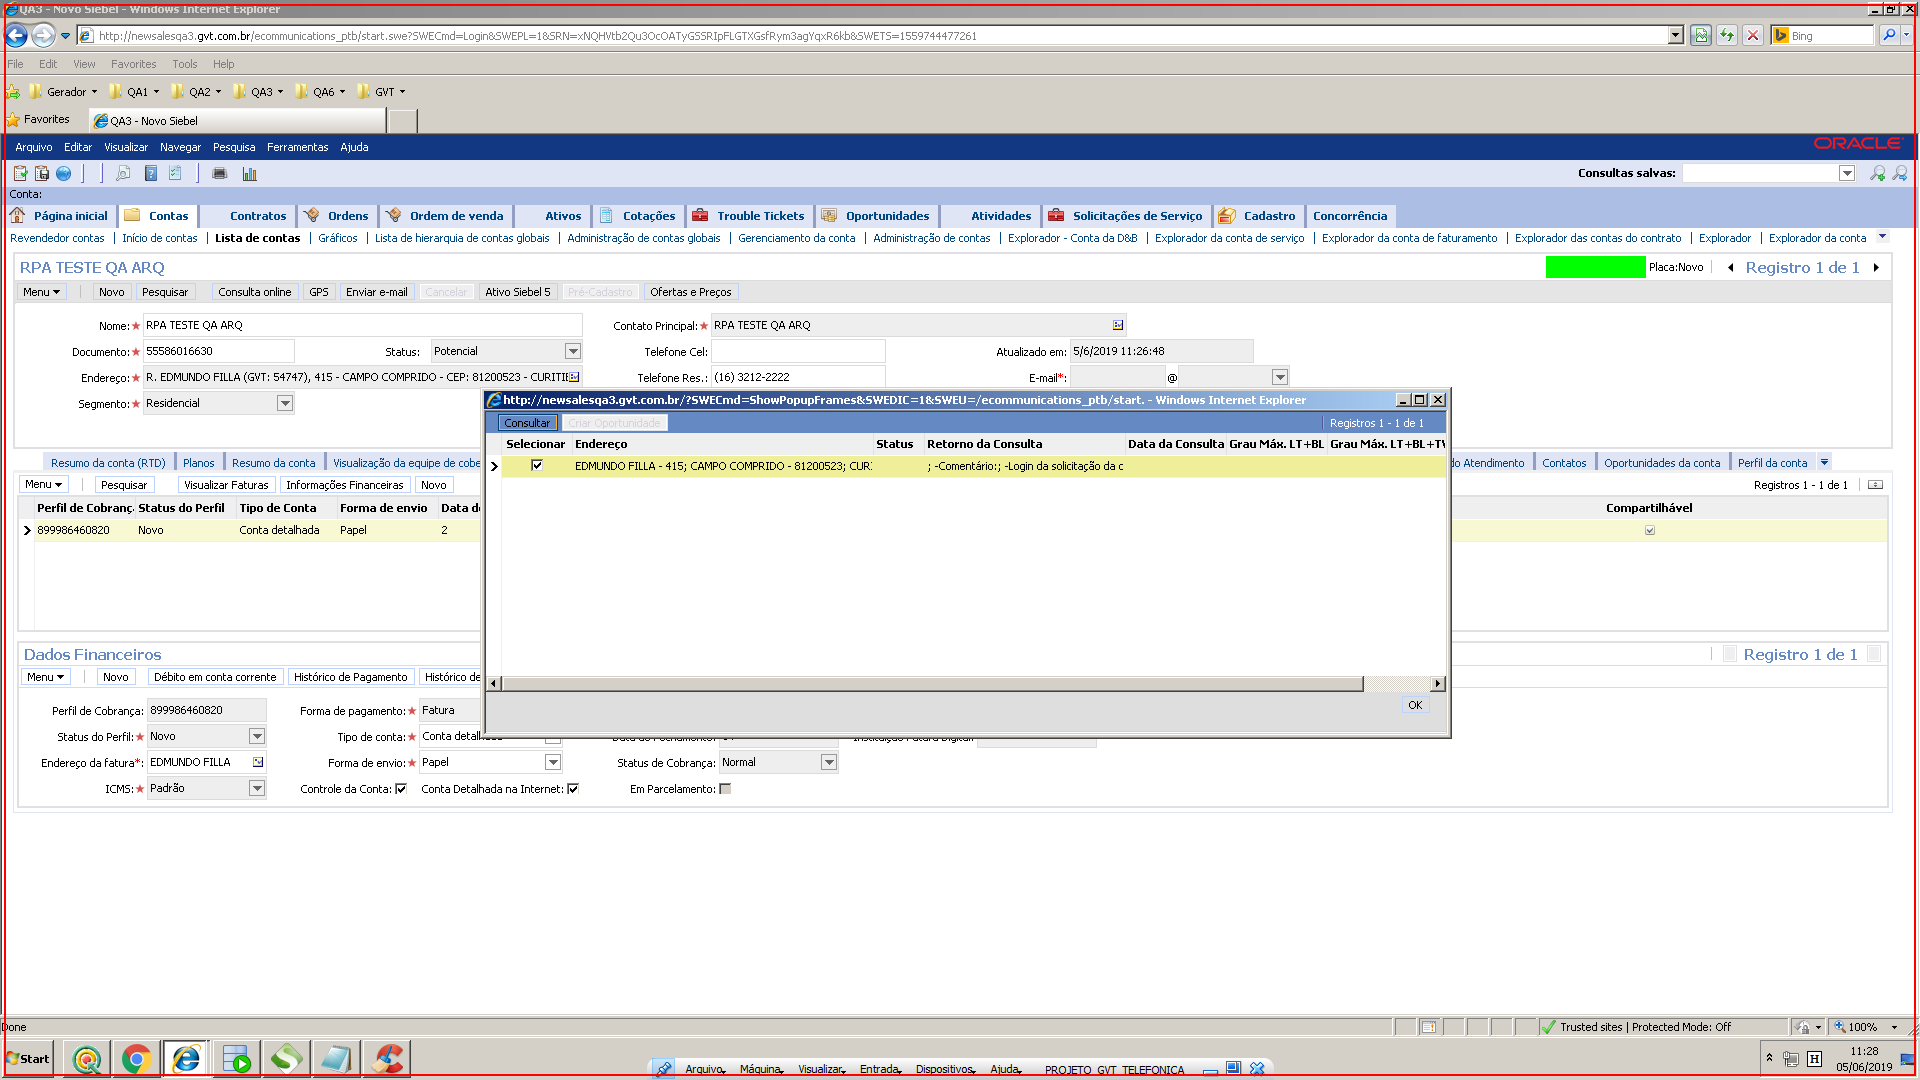 QA3 - Novo Siebel - Windows Internet Explorer
http://newsalesqa3.gvt.com.br/ecommunications_ptb/start.swe?SWECmd=Login&SWEPL=1&SRN=xNQHVtb2Qu3OcOATyGSSRIpFLGTXGsfRym3agYqxR6kb&SWETS=1559744477261
Bing
File Edit View Favorites Tools Help
Gerador QA1 QA2 QA3 QA6 GVT
Favorites QA3 - Novo Siebel
Arquivo Editar Visualizar Navegar Pesquisa Ferramentas Ajuda ORACLE
Consultas salvas:
Conta:
Página inicial Contas Contratos Ordens Ordem de venda Ativos Cotações Trouble Tickets Oportunidades Atividades Solicitações de Serviço Cadastro Concorrência
Revendedor contas | Início de contas | Lista de contas | Gráficos | Lista de hierarquia de contas globais | Administração de contas globais | Gerenciamento da conta | Administração de contas | Explorador - Conta da D&B | Explorador da conta de serviço | Explorador da conta de faturamento | Explorador das contas do contrato | Explorador | Explorador da conta
RPA TESTE QA ARQ Placa:Novo Registro 1 de 1
Menu Novo Pesquisar Consulta online GPS Enviar e-mail Cancelar Ativo Siebel 5 Pré-Cadastro Ofertas e Preços
Nome:★ RPA TESTE QA ARQ Contato Principal:★ RPA TESTE QA ARQ
Documento:★ 55586016630 Status: Potencial Telefone Cel: Atualizado em: 5/6/2019 11:26:48
Endereço:★ R. EDMUNDO FILLA (GVT: 54747), 415 - CAMPO COMPRIDO - CEP: 81200523 - CURITIB Telefone Res.: (16) 3212-2222 E-mail*: @
Segmento:★ Residencial
http://newsalesqa3.gvt.com.br/?SWECmd=ShowPopupFrames&SWEDIC=1&SWEU=/ecommunications_ptb/start. - Windows Internet Explorer
Consultar Criar Oportunidade Registros 1 - 1 de 1
Selecionar Endereço Status Retorno da Consulta Data da Consulta Grau Máx. LT+BL Grau Máx. LT+BL+TV
EDMUNDO FILLA - 415; CAMPO COMPRIDO - 81200523; CURI ; -Comentário:; -Login da solicitação da c
OK
Resumo da conta (RTD) Planos Resumo da conta Visualização da equipe de cobe do Atendimento Contatos Oportunidades da conta Perfil da conta
Menu Pesquisar Visualizar Faturas Informações Financeiras Novo Registros 1 - 1 de 1
Perfil de Cobranç Status do Perfil Tipo de Conta Forma de envio Data de Compartilhável
899986460820 Novo Conta detalhada Papel 2
Dados Financeiros Registro 1 de 1
Menu Novo Débito em conta corrente Histórico de Pagamento Histórico de
Perfil de Cobrança: 899986460820 Forma de pagamento:★ Fatura
Status do Perfil:★ Novo Tipo de conta:★ Conta detalhada
Endereço da fatura*: EDMUNDO FILLA Forma de envio:★ Papel Status de Cobrança: Normal
ICMS:★ Padrão Controle da Conta: Conta Detalhada na Internet: Em Parcelamento:
Done Trusted sites | Protected Mode: Off 100%
Start
Arquivo Máquina Visualizar Entrada Dispositivos Ajuda PROJETO_GVT_TELEFONICA
H 11:28
05/06/2019